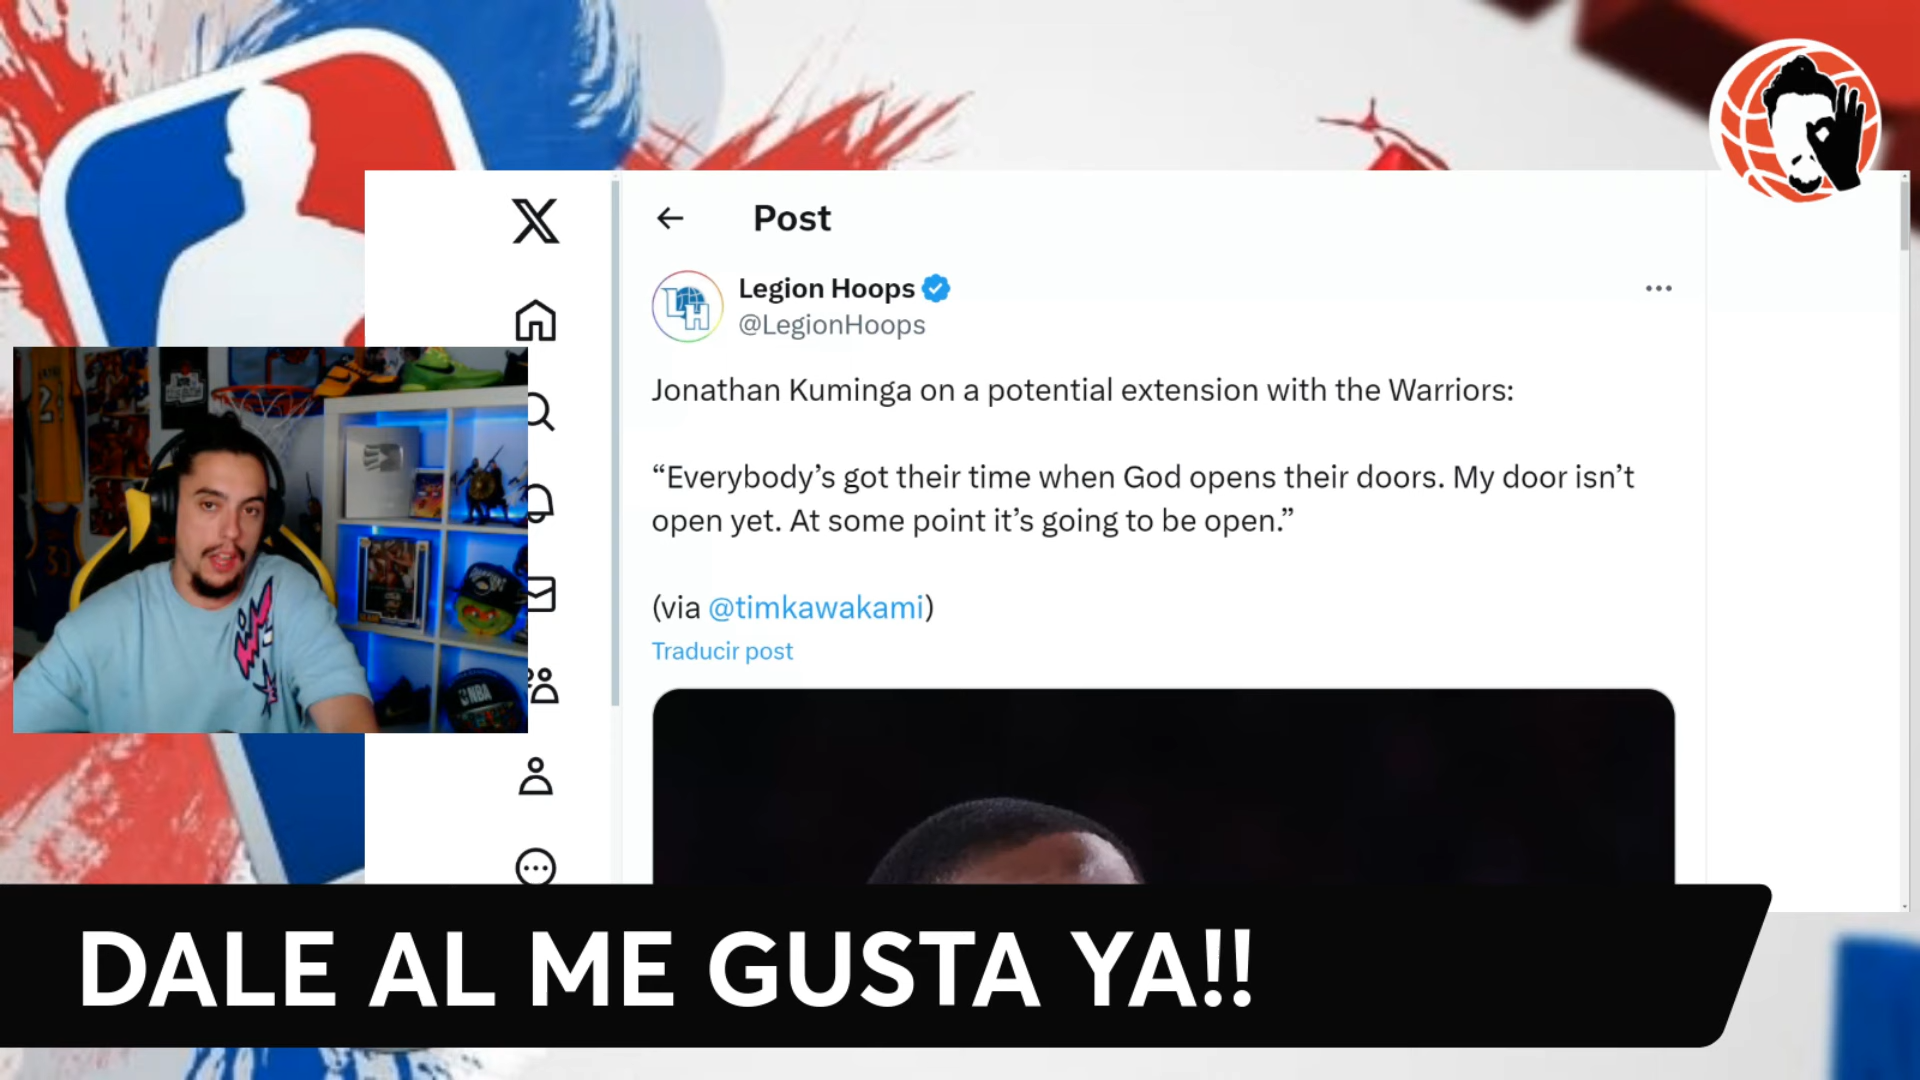 Post
Legion Hoops
@LegionHoops
Jonathan Kuminga on a potential extension with the Warriors:
“Everybody’s got their time when God opens their doors. My door isn’t
open yet. At some point it’s going to be open.”
(via @timkawakami)
Traducir post
NBA
DALE AL ME GUSTA YA!!